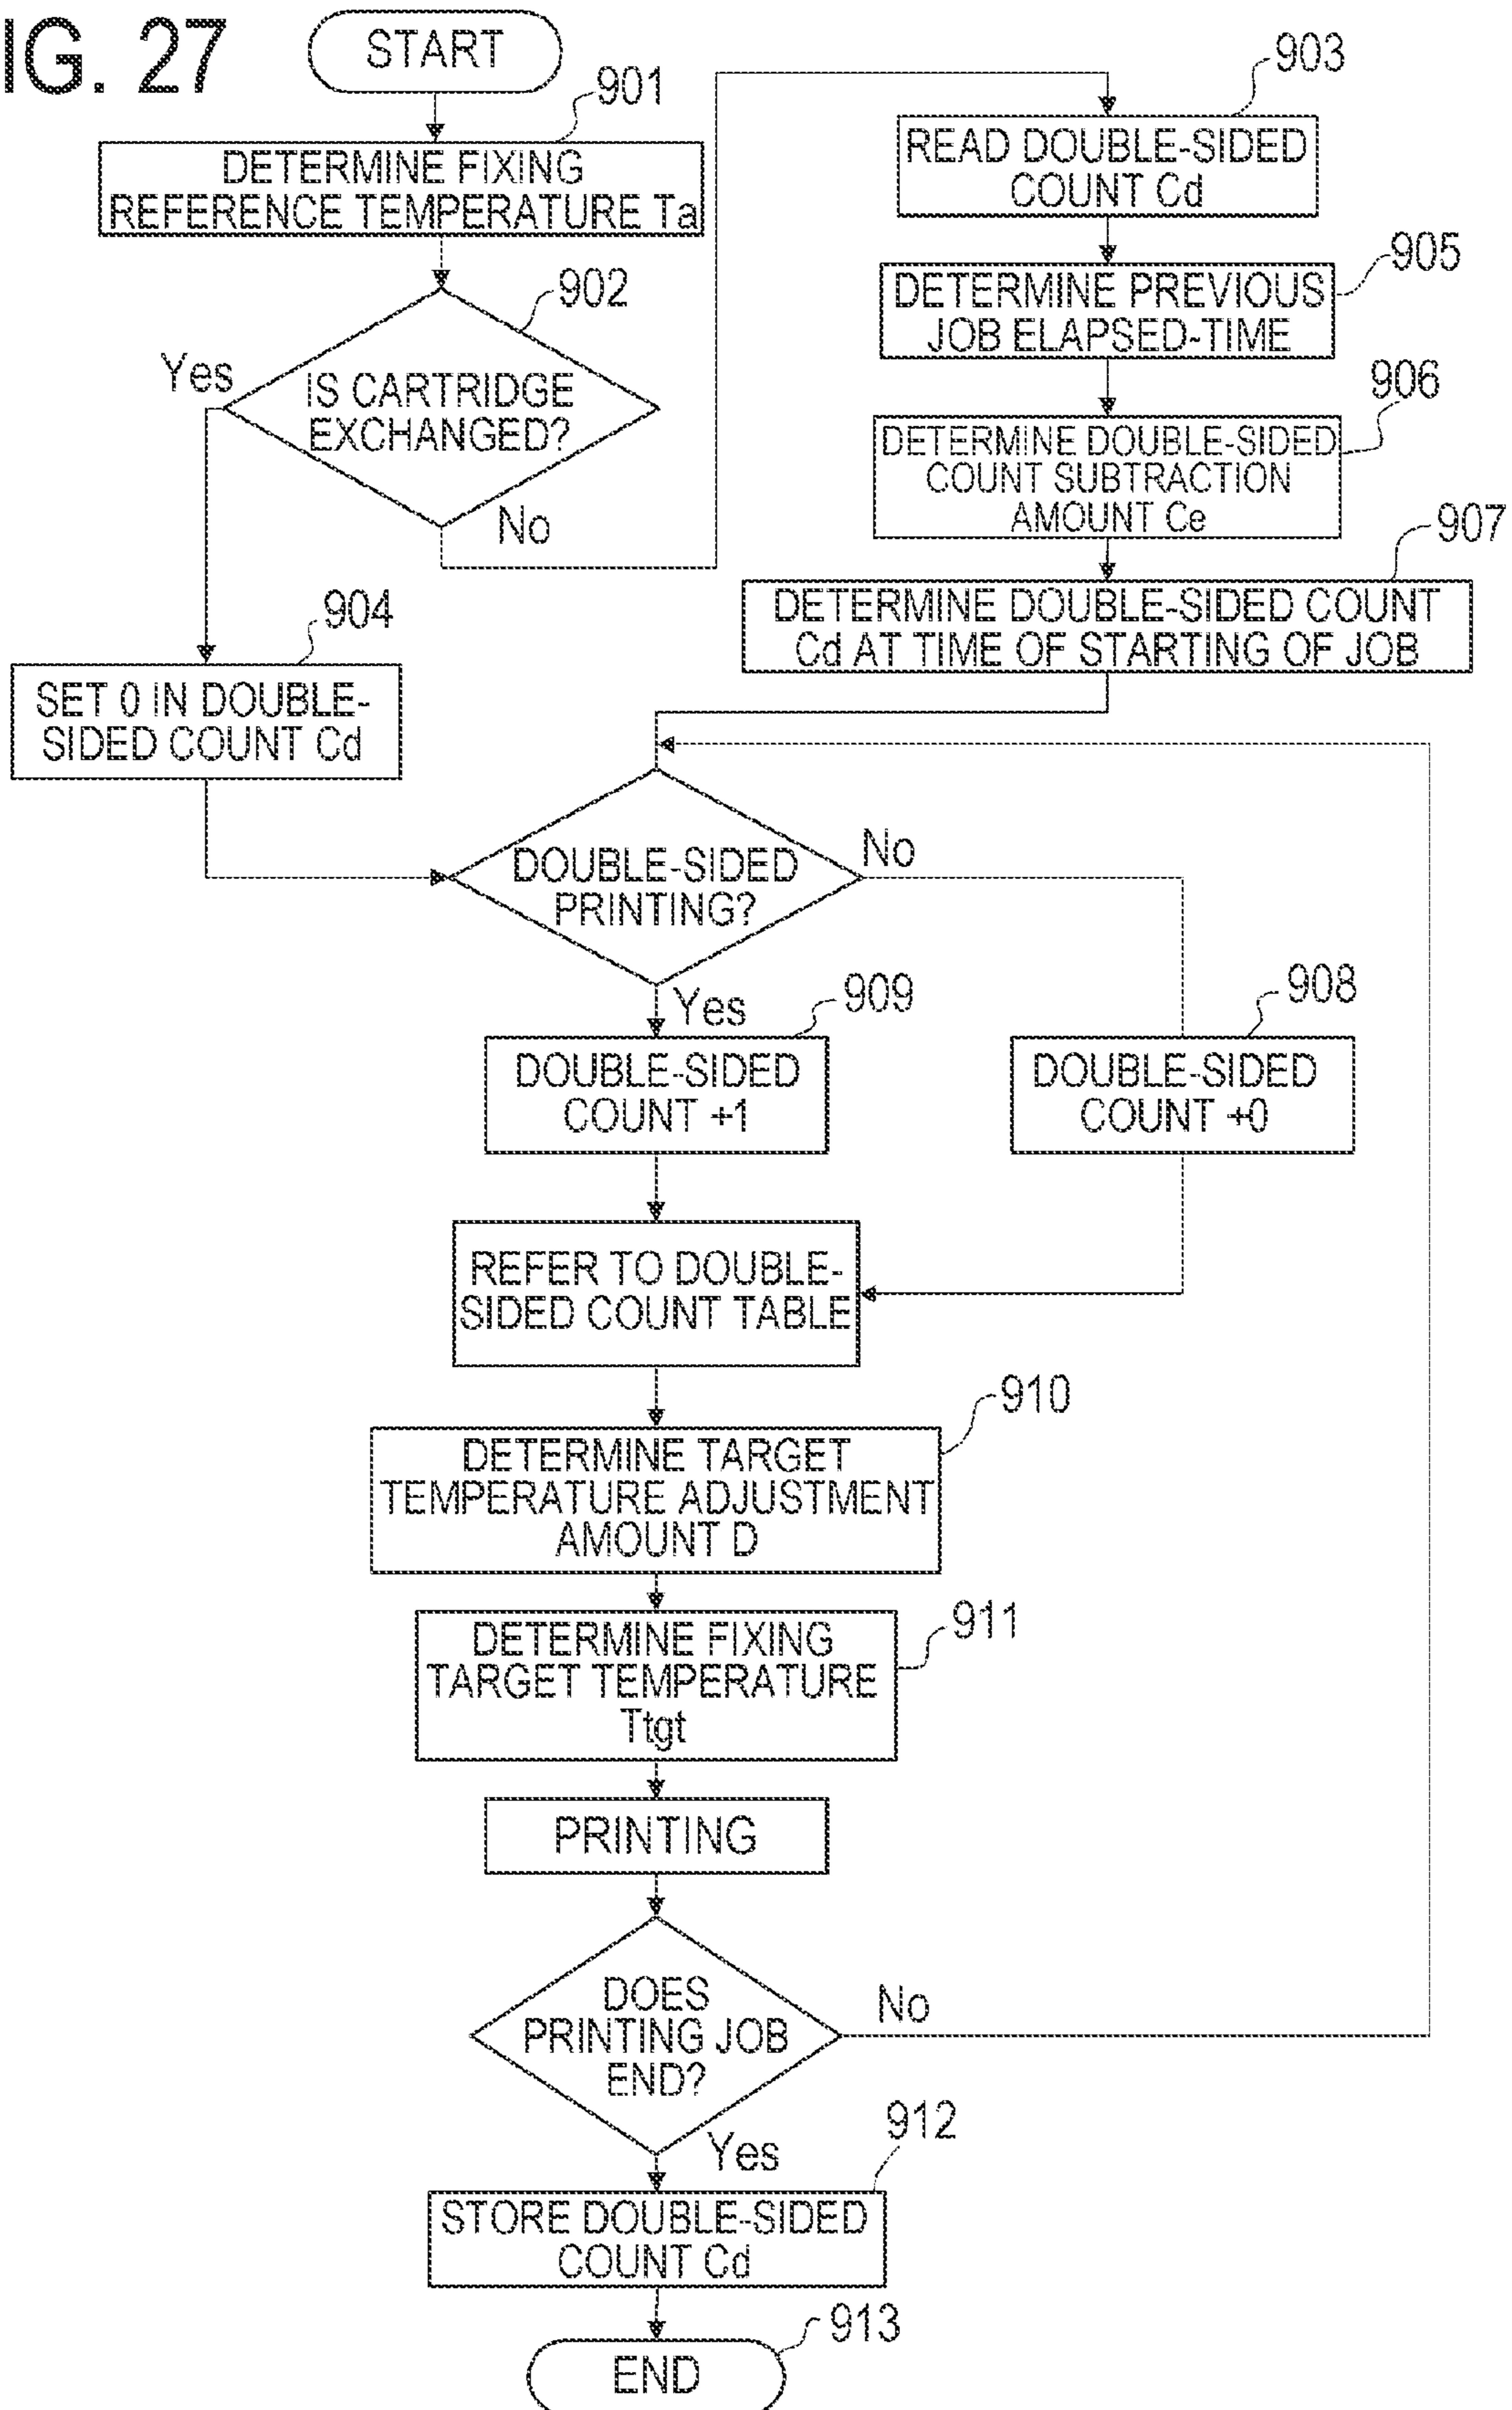 IG. 27
START
901
DETERMINE FIXING
REFERENCE TEMPERATURE Ta
902
IS CARTRIDGE
EXCHANGED?
Yes
No
903
READ DOUBLE-SIDED
COUNT Cd
905
DETERMINE PREVIOUS
JOB ELAPSED-TIME
906
DETERMINE DOUBLE-SIDED
COUNT SUBTRACTION
AMOUNT Ce
907
DETERMINE DOUBLE-SIDED COUNT
Cd AT TIME OF STARTING OF JOB
904
SET 0 IN DOUBLE-
SIDED COUNT Cd
DOUBLE-SIDED
PRINTING?
No
Yes
909
DOUBLE-SIDED
COUNT +1
908
DOUBLE-SIDED
COUNT +0
REFER TO DOUBLE-
SIDED COUNT TABLE
910
DETERMINE TARGET
TEMPERATURE ADJUSTMENT
AMOUNT D
911
DETERMINE FIXING
TARGET TEMPERATURE
Ttgt
PRINTING
DOES
PRINTING JOB
END?
No
Yes
912
STORE DOUBLE-SIDED
COUNT Cd
913
END